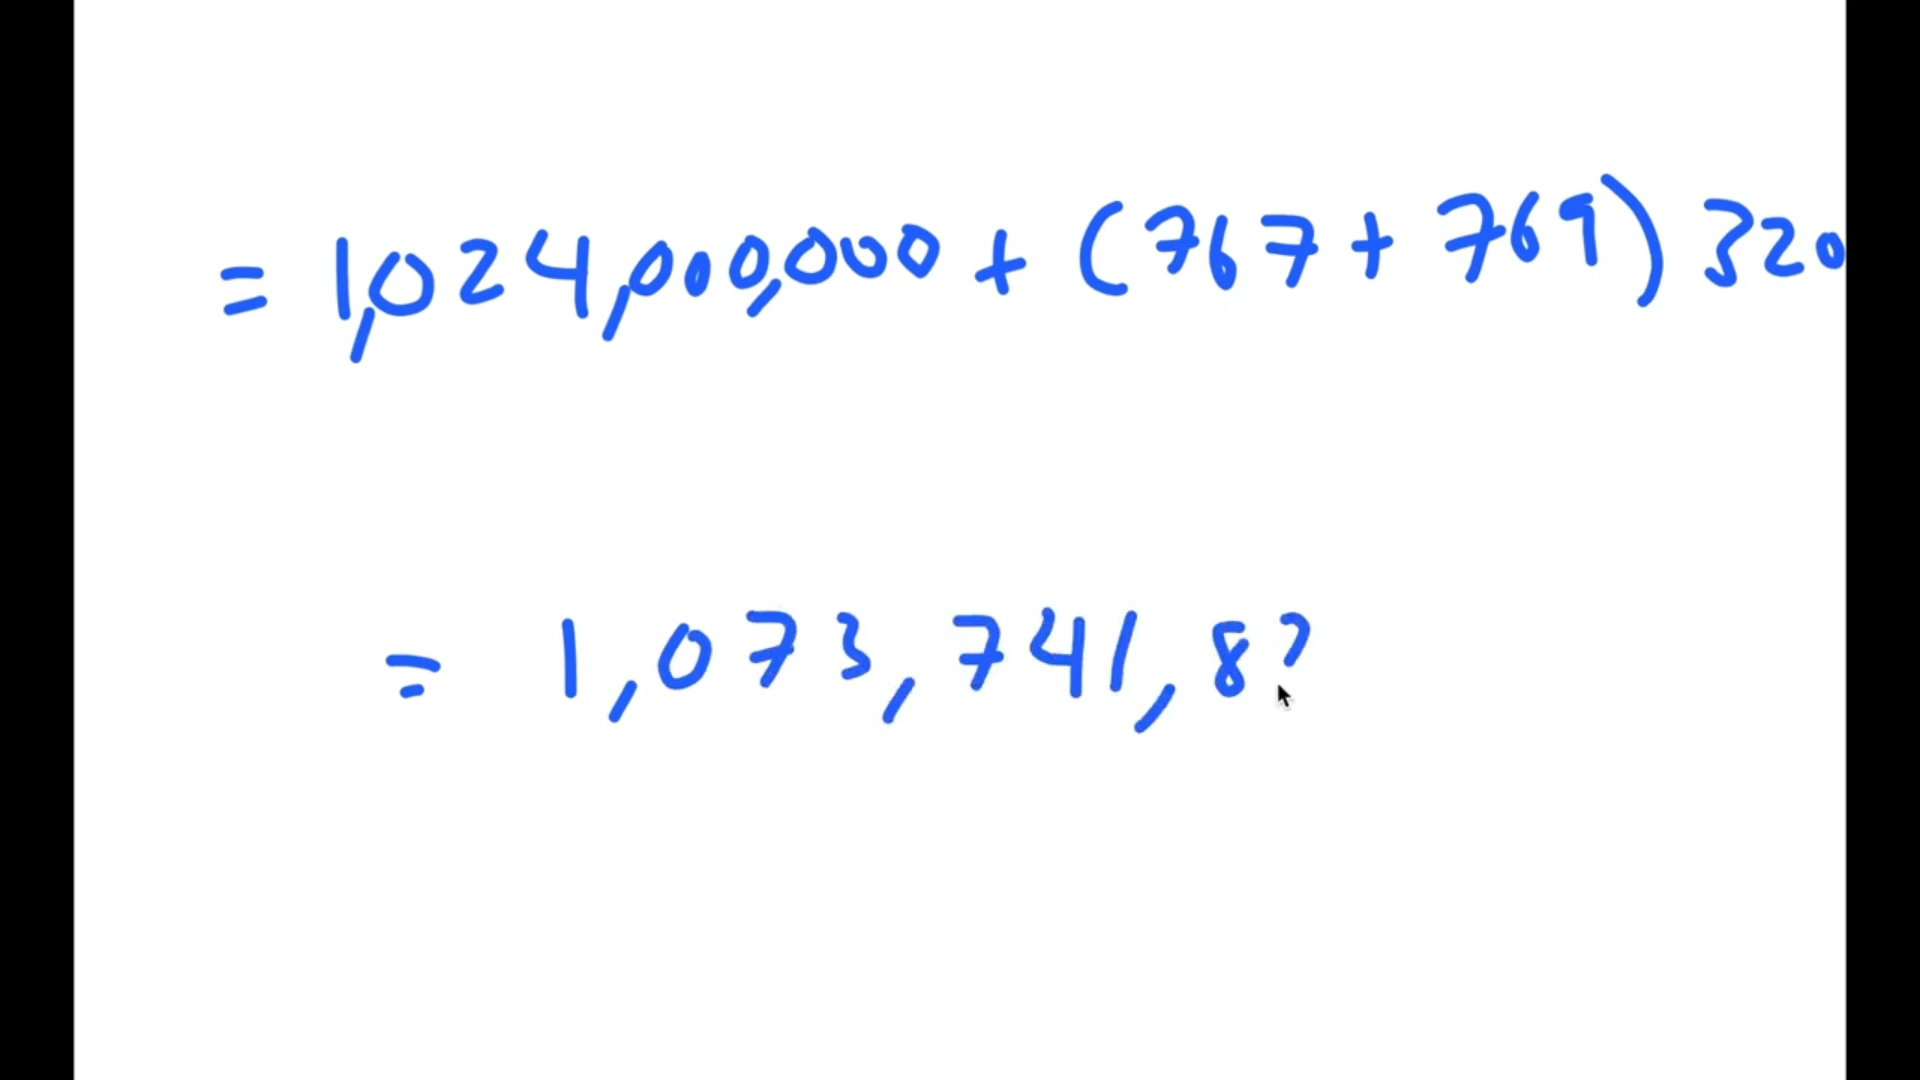 = 1,024,000,000 + (767 + 769) 320
= 1,073,741,8?